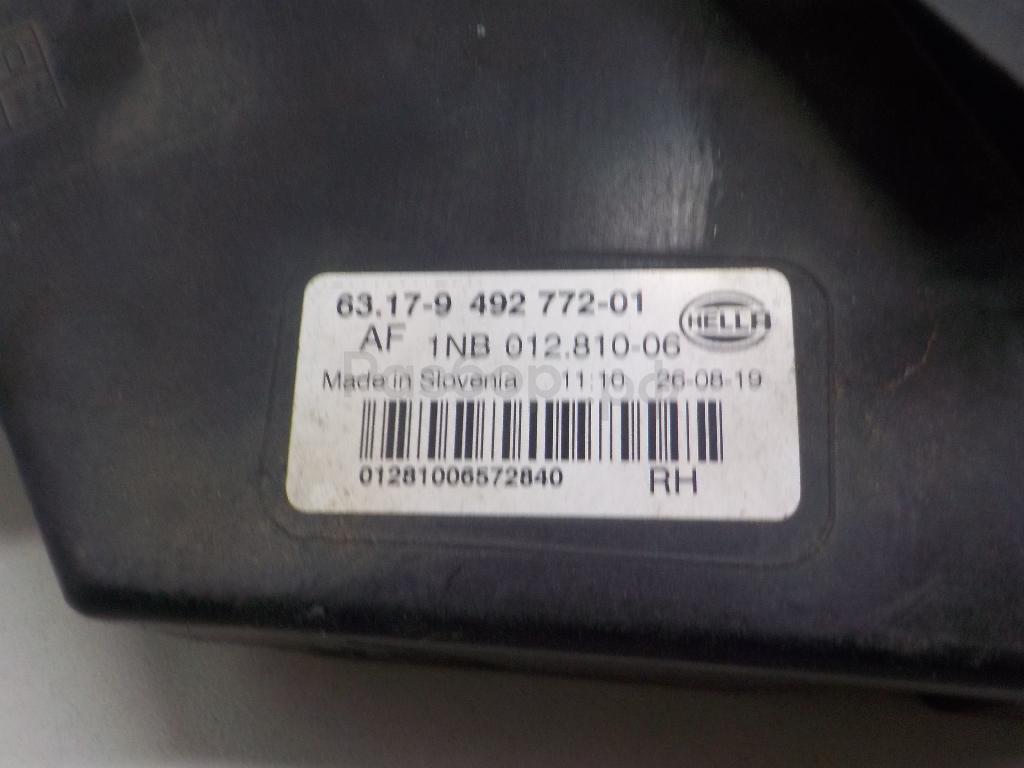 63.17-9 492 772-01
HELLA
AF 1NB 012.810-06
Made in Slovenia 11:10 26-08-19
01281006572840
RH